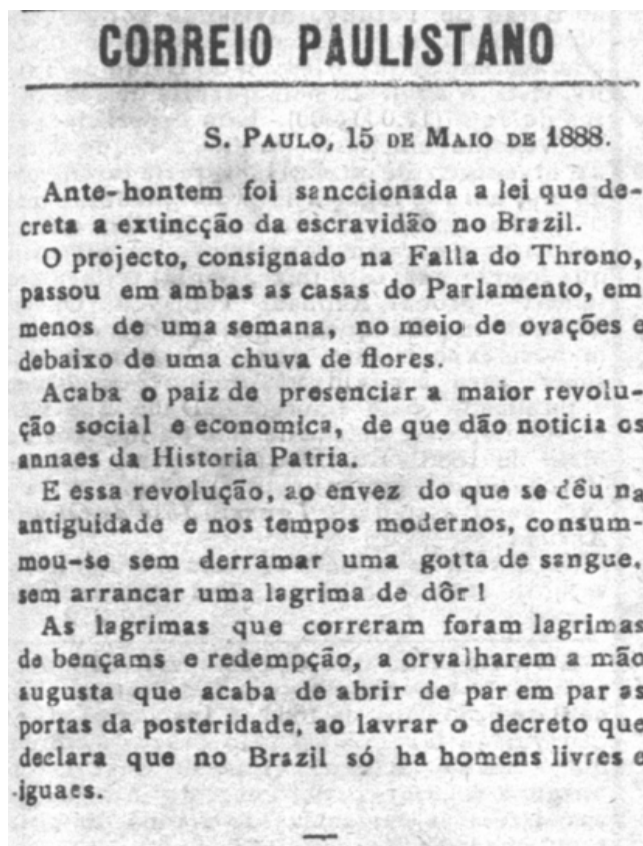 CORREIO PAULISTANO
S. PAULO, 15 DE MAIO DE 1888.
Ante-hontem foi sanccionada a lei que de-
creta a extincção da escravidão no Brazil.
O projecto, consignado na Falla do Throno,
passou em ambas as casas do Parlamento, em
menos de uma semana, no meio de ovações e
debaixo de uma chuva de flores.
Acaba o paiz de presenciar a maior revolu-
ção social e economica, de que dão noticia os
annaes da Historia Patria.
E essa revolução, ao envez do que se dêu na
antiguidade e nos tempos modernos, consum-
mou-se sem derramar uma gotta de sangue,
sem arrancar uma lagrima de dôr!
As lagrimas que correram foram lagrimas
de bençams e redempção, a orvalharem a mão
augusta que acaba de abrir de par em par as
portas da posteridade, ao lavrar o decreto que
declara que no Brazil só ha homens livres e
iguaes.